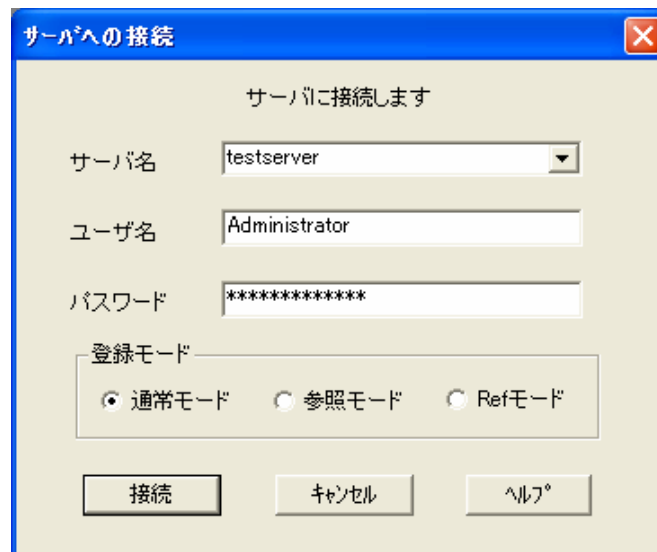 サーバへの接続
サーバに接続します
サーバ名 testserver
ユーザ名 Administrator
パスワード *************
登録モード
通常モード 参照モード Refモード
接続 ｷｬﾝｾﾙ ﾍﾙﾌﾟ